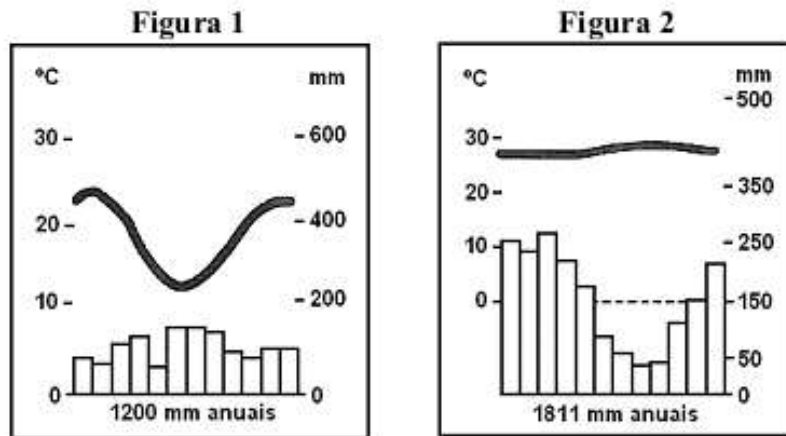 Figura 1
°C mm
30 - - 600
20 - - 400
10 - - 200
0 0
1200 mm anuais
Figura 2
°C mm
- 500
30 -
20 - - 350
10 - - 250
0 - - 150
- 50
- 0
1811 mm anuais